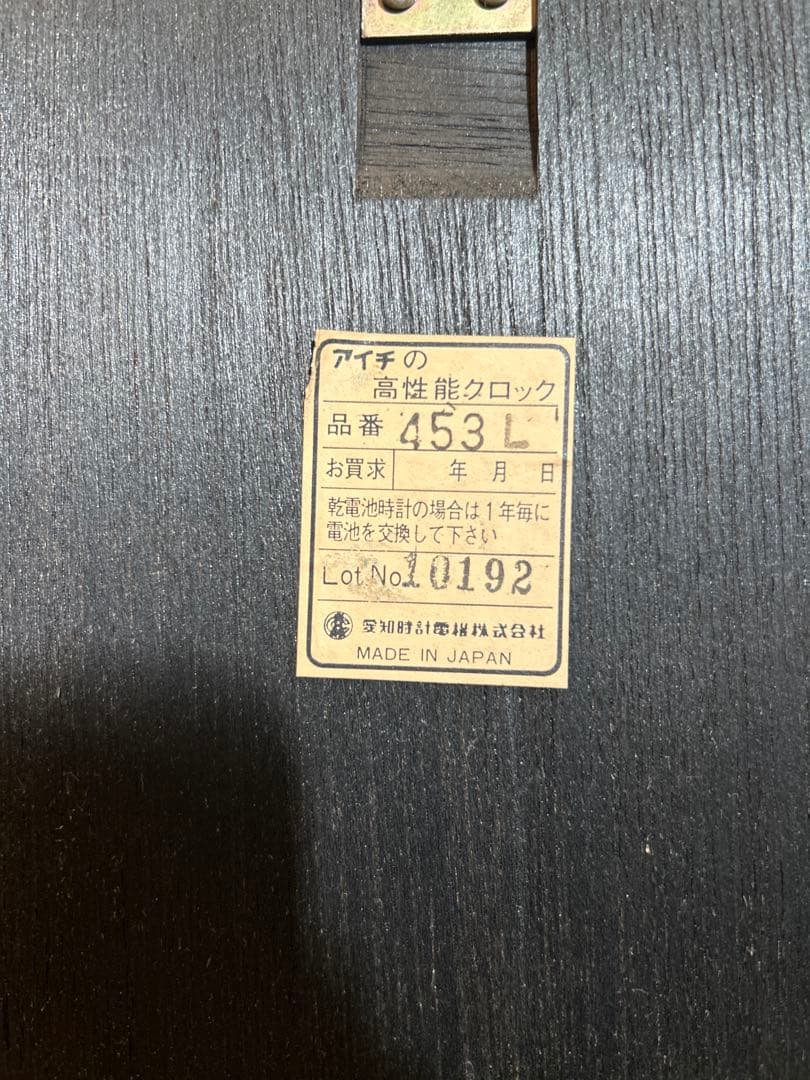 アイチの
高性能クロック
品番 453L
お買求 年 月 日
乾電池時計の場合は1年毎に
電池を交換して下さい
Lot No. 10192
愛知時計電機株式会社
MADE IN JAPAN